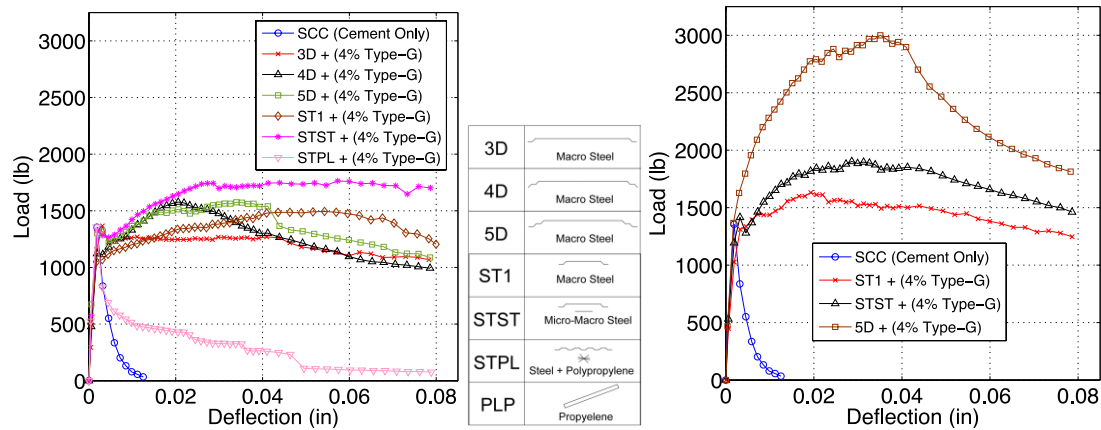 3000
2500
2000
1500
1000
500
0
Load (lb)
0
0.02
0.04
0.06
0.08
Deflection (in)
SCC (Cement Only)
3D + (4% Type−G)
4D + (4% Type−G)
5D + (4% Type−G)
ST1 + (4% Type−G)
STST + (4% Type−G)
STPL + (4% Type−G)
3D
Macro Steel
4D
Macro Steel
5D
Macro Steel
ST1
Macro Steel
STST
Micro-Macro Steel
STPL
Steel + Polypropylene
PLP
Propyelene
3000
2500
2000
1500
1000
500
0
Load (lb)
0
0.02
0.04
0.06
0.08
Deflection (in)
SCC (Cement Only)
ST1 + (4% Type−G)
STST + (4% Type−G)
5D + (4% Type−G)